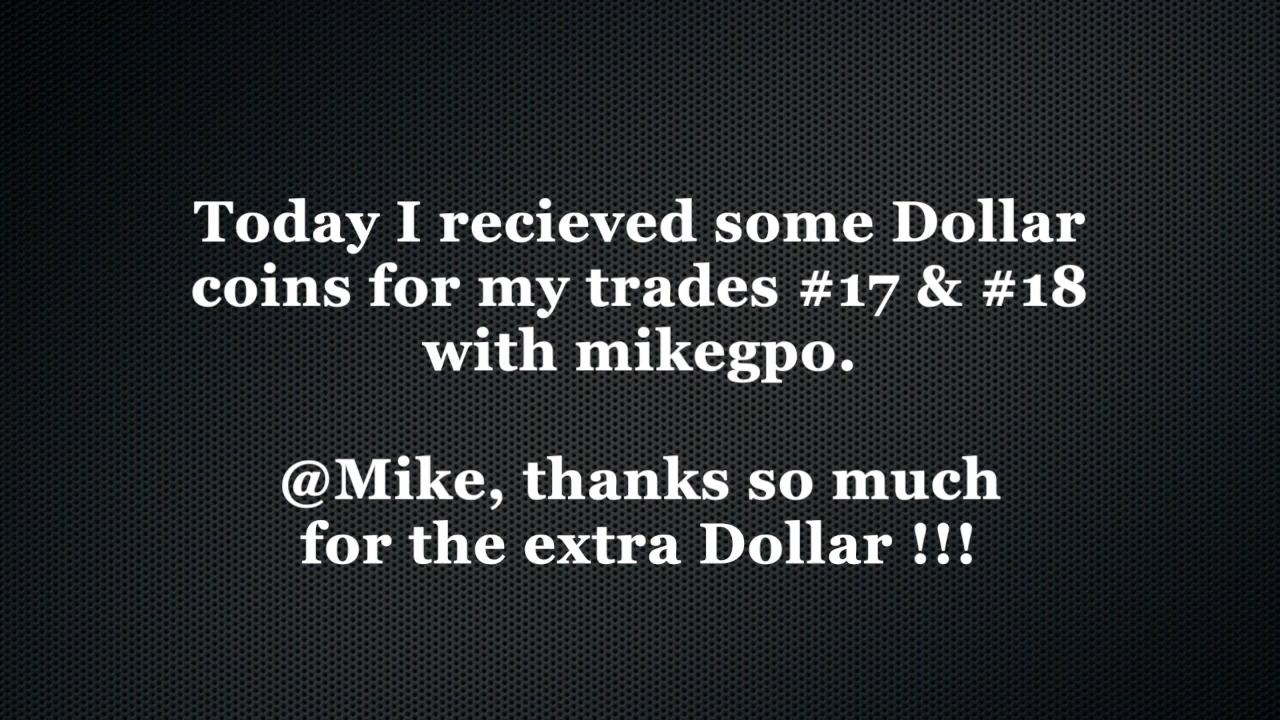 Today I recieved some Dollar
coins for my trades #17 & #18
with mikegpo.
@Mike, thanks so much
for the extra Dollar !!!